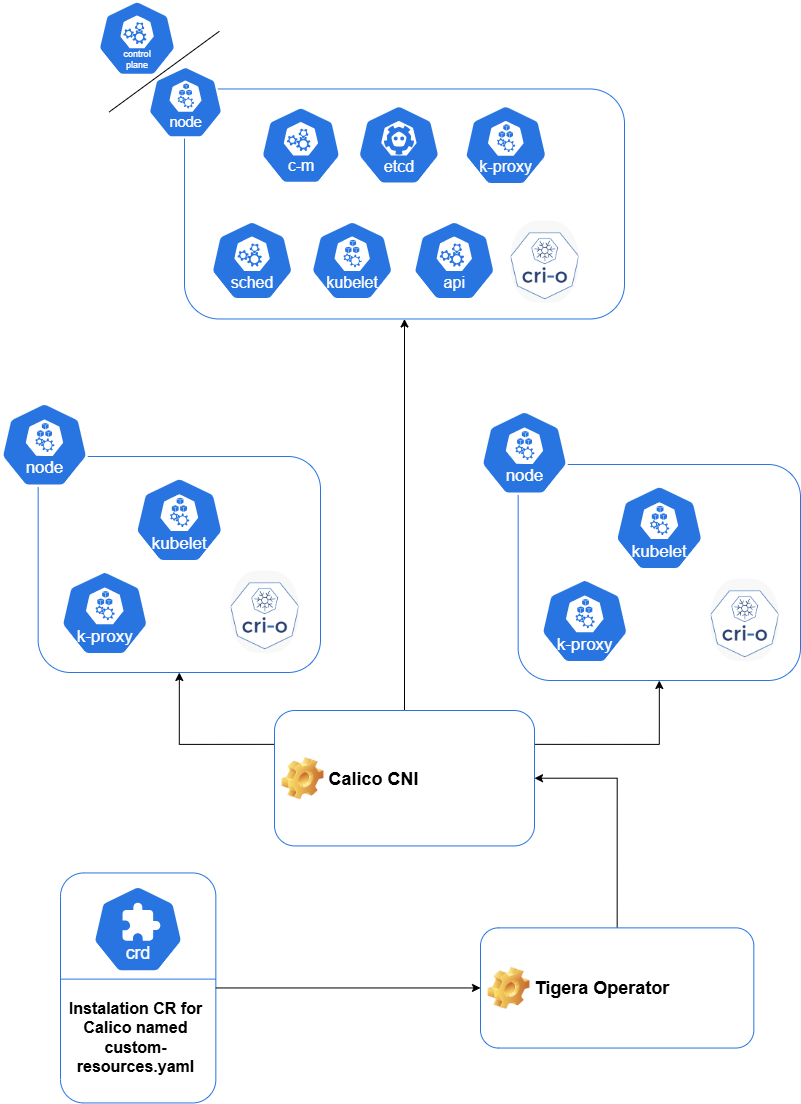 control
plane
node
c-m
etcd
k-proxy
sched
kubelet
api
cri-o
node
kubelet
k-proxy
cri-o
node
kubelet
k-proxy
cri-o
Calico CNI
crd
Instalation CR for
Calico named
custom-
resources.yaml
Tigera Operator